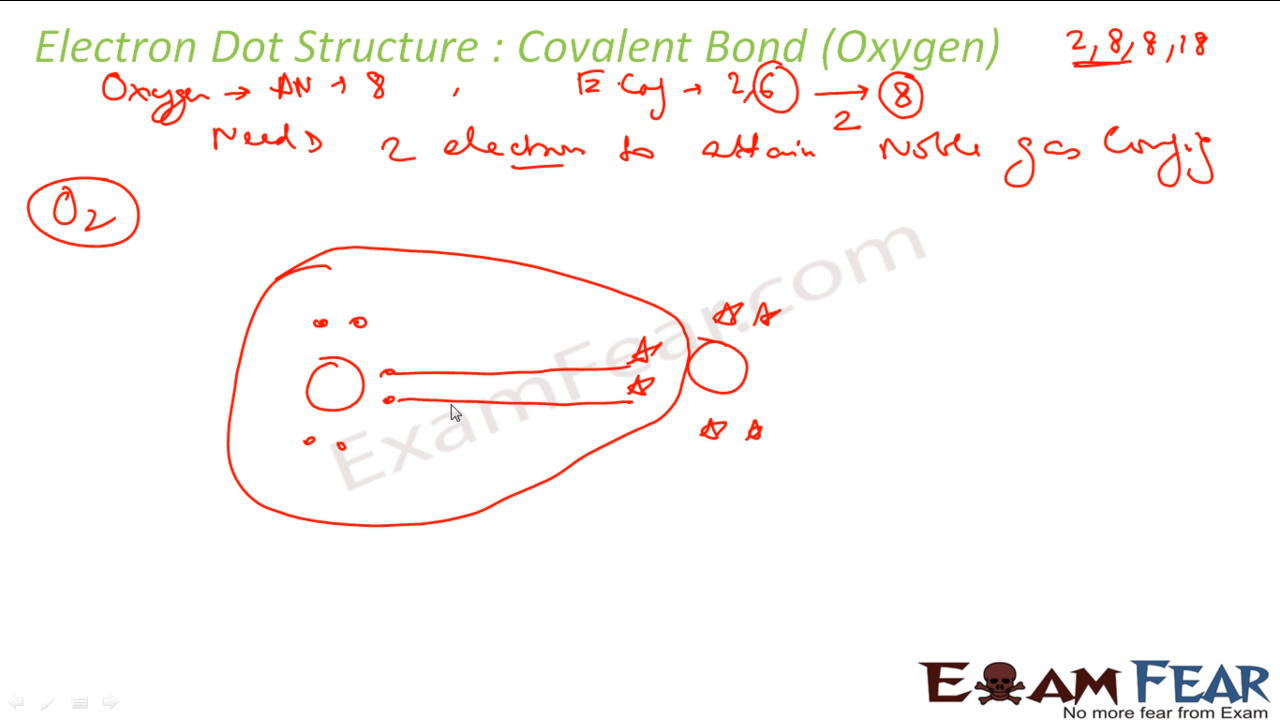 Electron Dot Structure : Covalent Bond (Oxygen)
2, 8, 8, 18
Oxygen → AN → 8 , E. Conf → 2,6 → 8
2
Needs 2 electron to attain Noble gas Config
O2
ExamFear.com
EXAM FEAR
No more fear from Exam